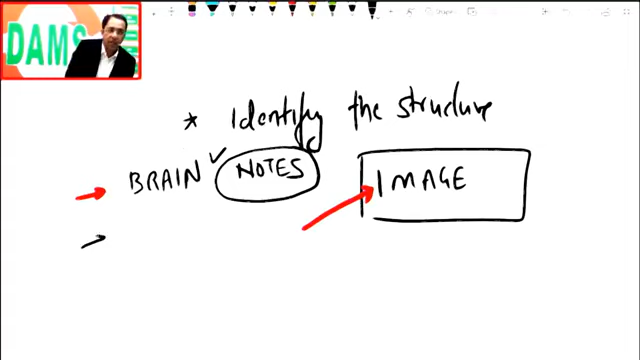 DAMS
* Identify the structure
BRAIN ✓ NOTES IMAGE